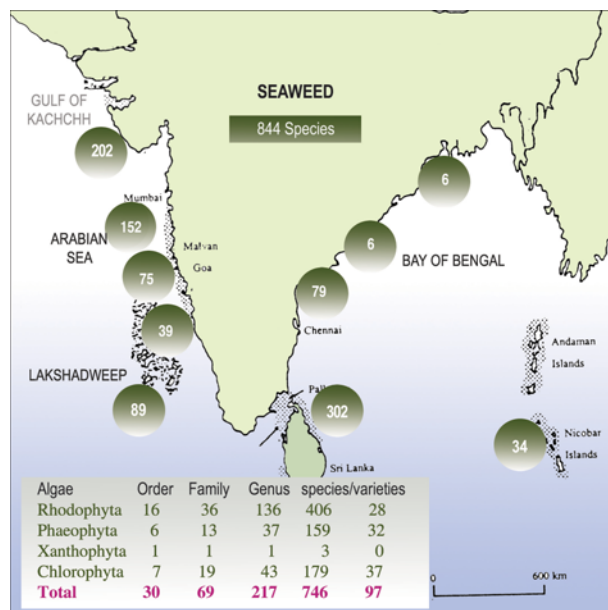 SEAWEED
844 Species
GULF OF
KACHCHH
202
6
Mumbai
152
ARABIAN
SEA
Malvan
6
BAY OF BENGAL
Goa
75
79
39
Chennai
Andaman
Islands
LAKSHADWEEP
89
302
34
Nicobar
Islands
Sri Lanka
Algae Order Family Genus species/varieties
Rhodophyta 16 36 136 406 28
Phaeophyta 6 13 37 159 32
Xanthophyta 1 1 1 3 0
Chlorophyta 7 19 43 179 37
Total 30 69 217 746 97
0 600 km